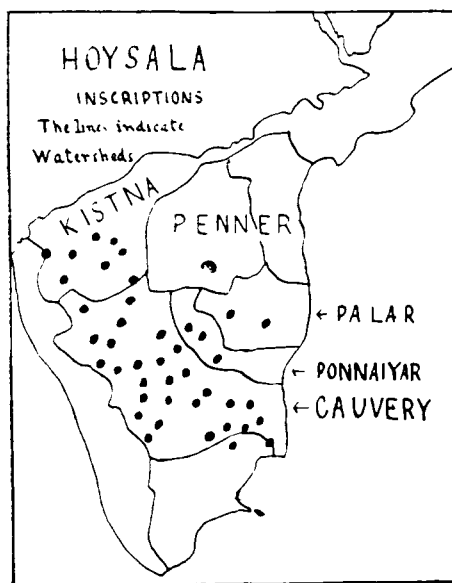 HOYSALA
INSCRIPTIONS
The Lines indicate
Watersheds
KISTNA
PENNER
← PALAR
← PONNAIYAR
← CAUVERY